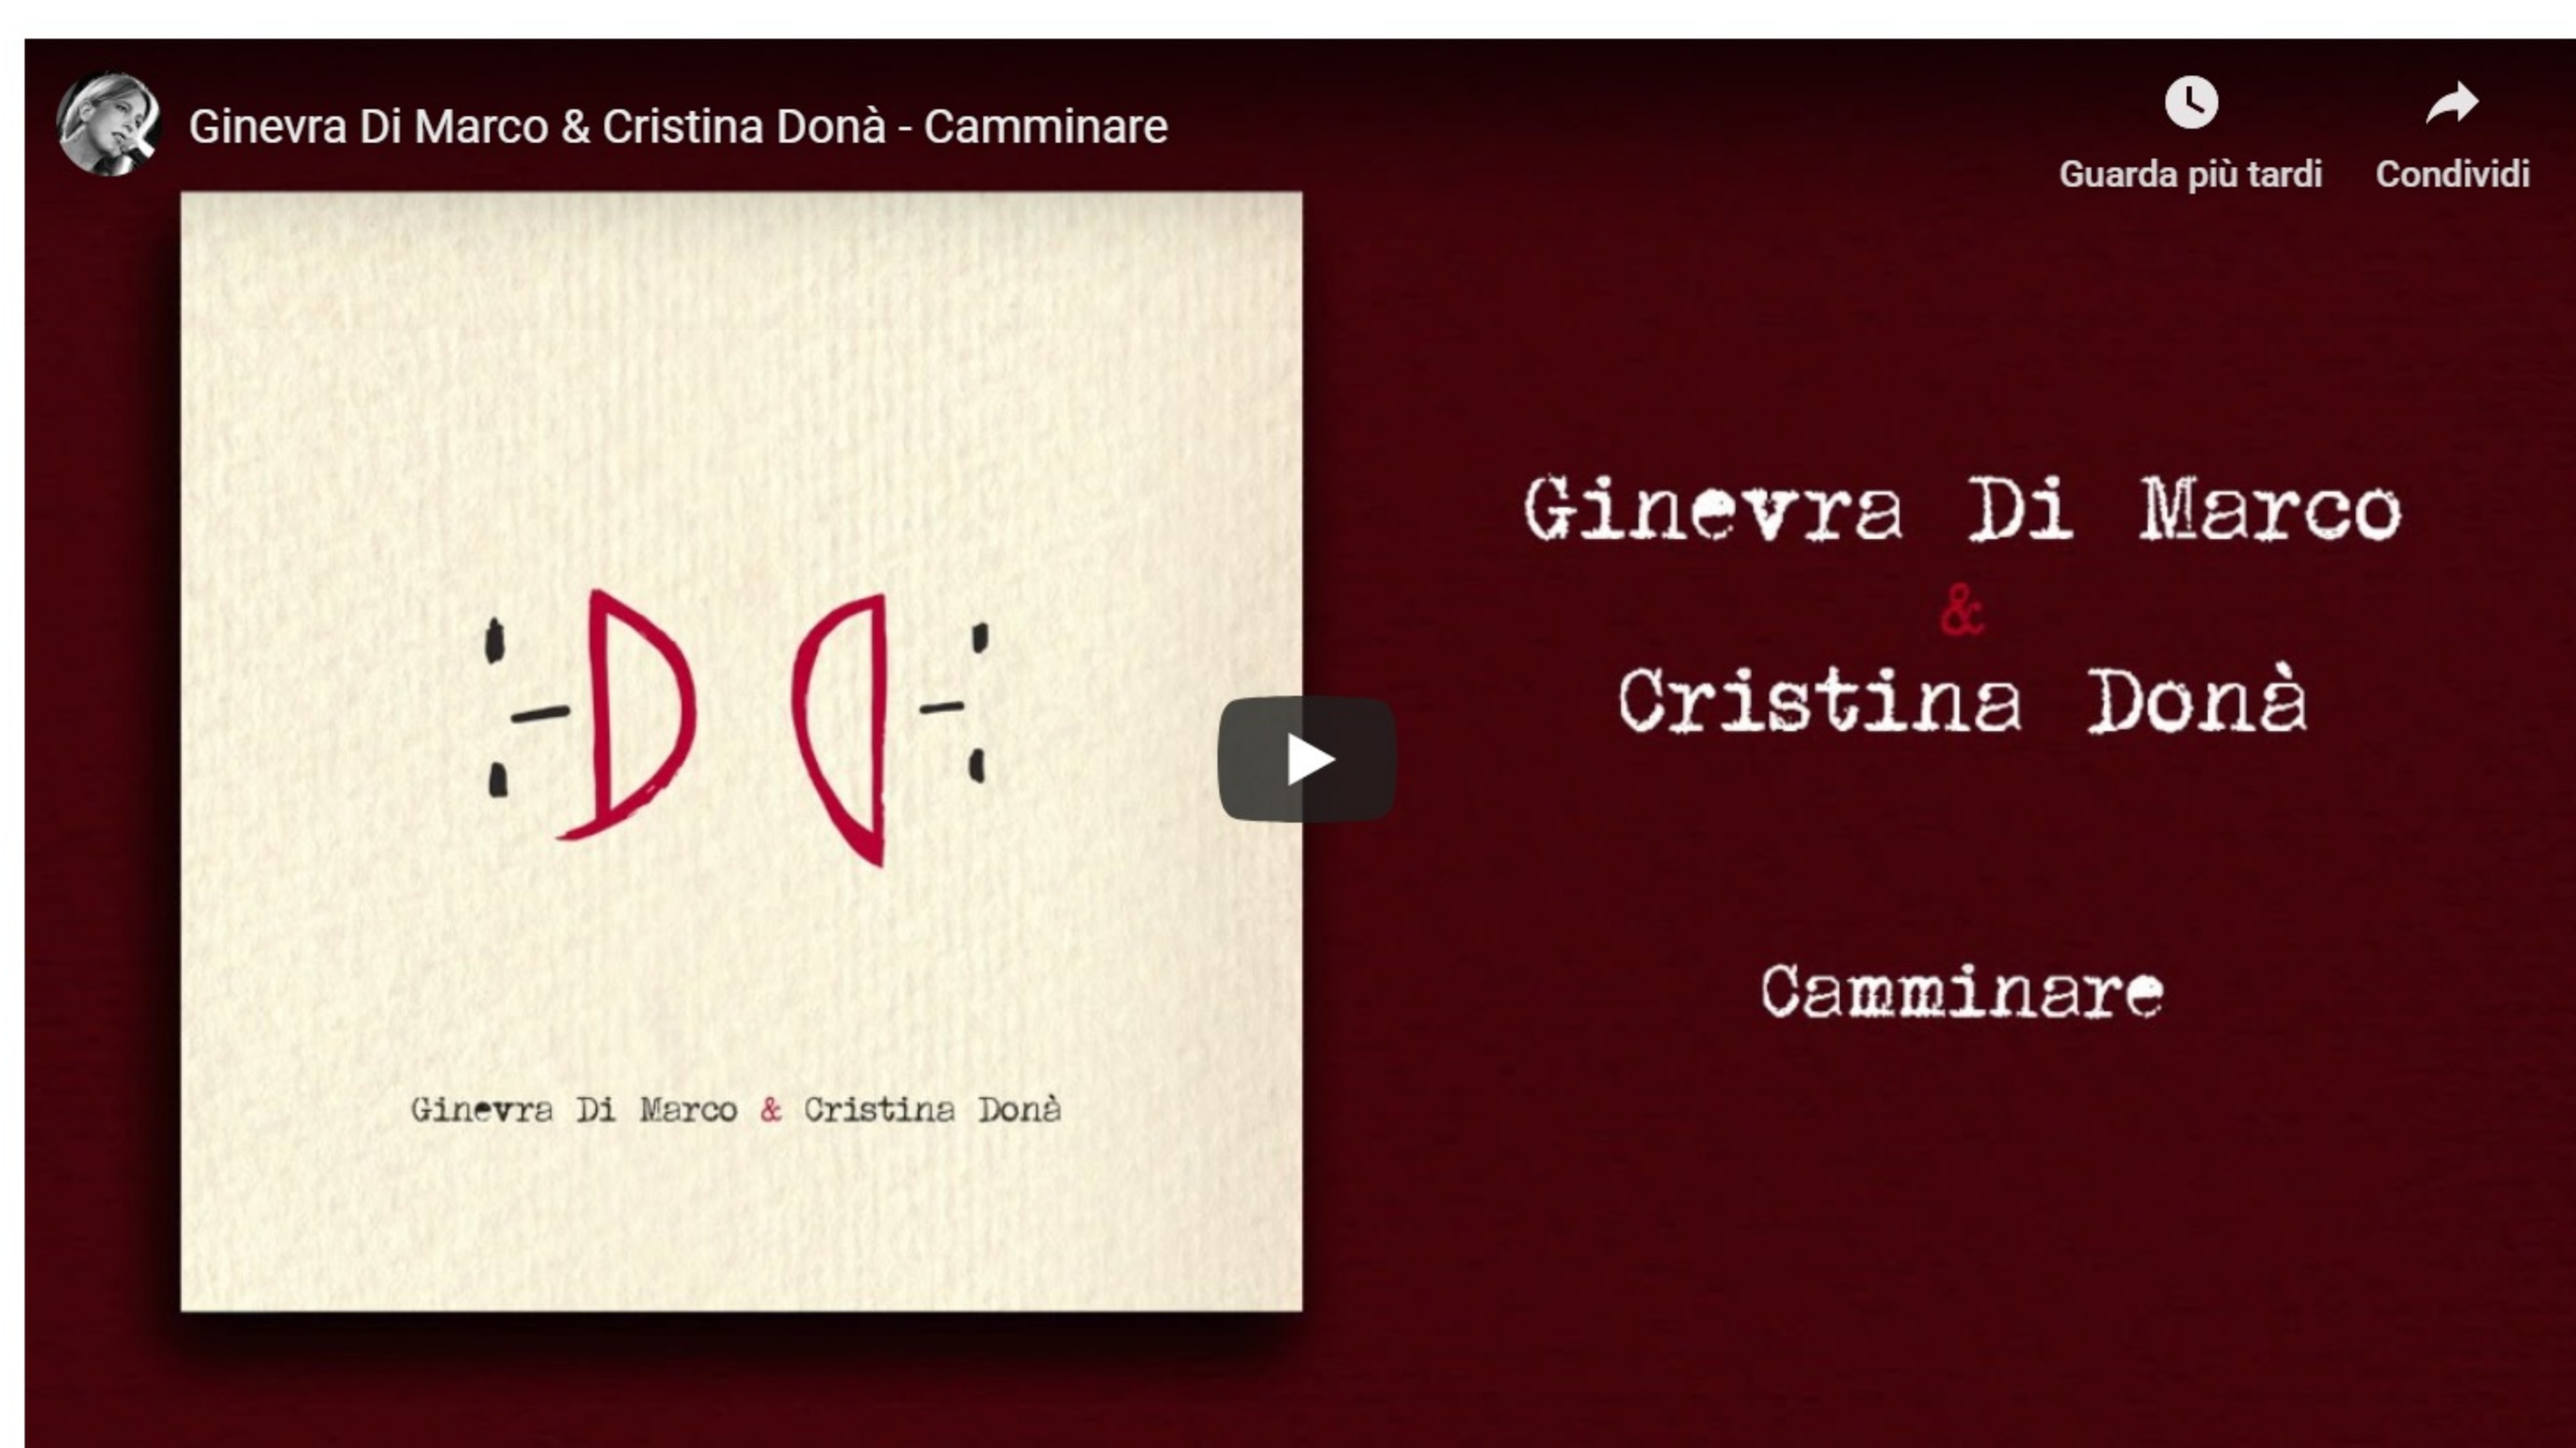 Ginevra Di Marco & Cristina Donà - Camminare
Guarda più tardi
Condividi
Ginevra Di Marco
&
Cristina Donà
Camminare
Ginevra Di Marco & Cristina Donà